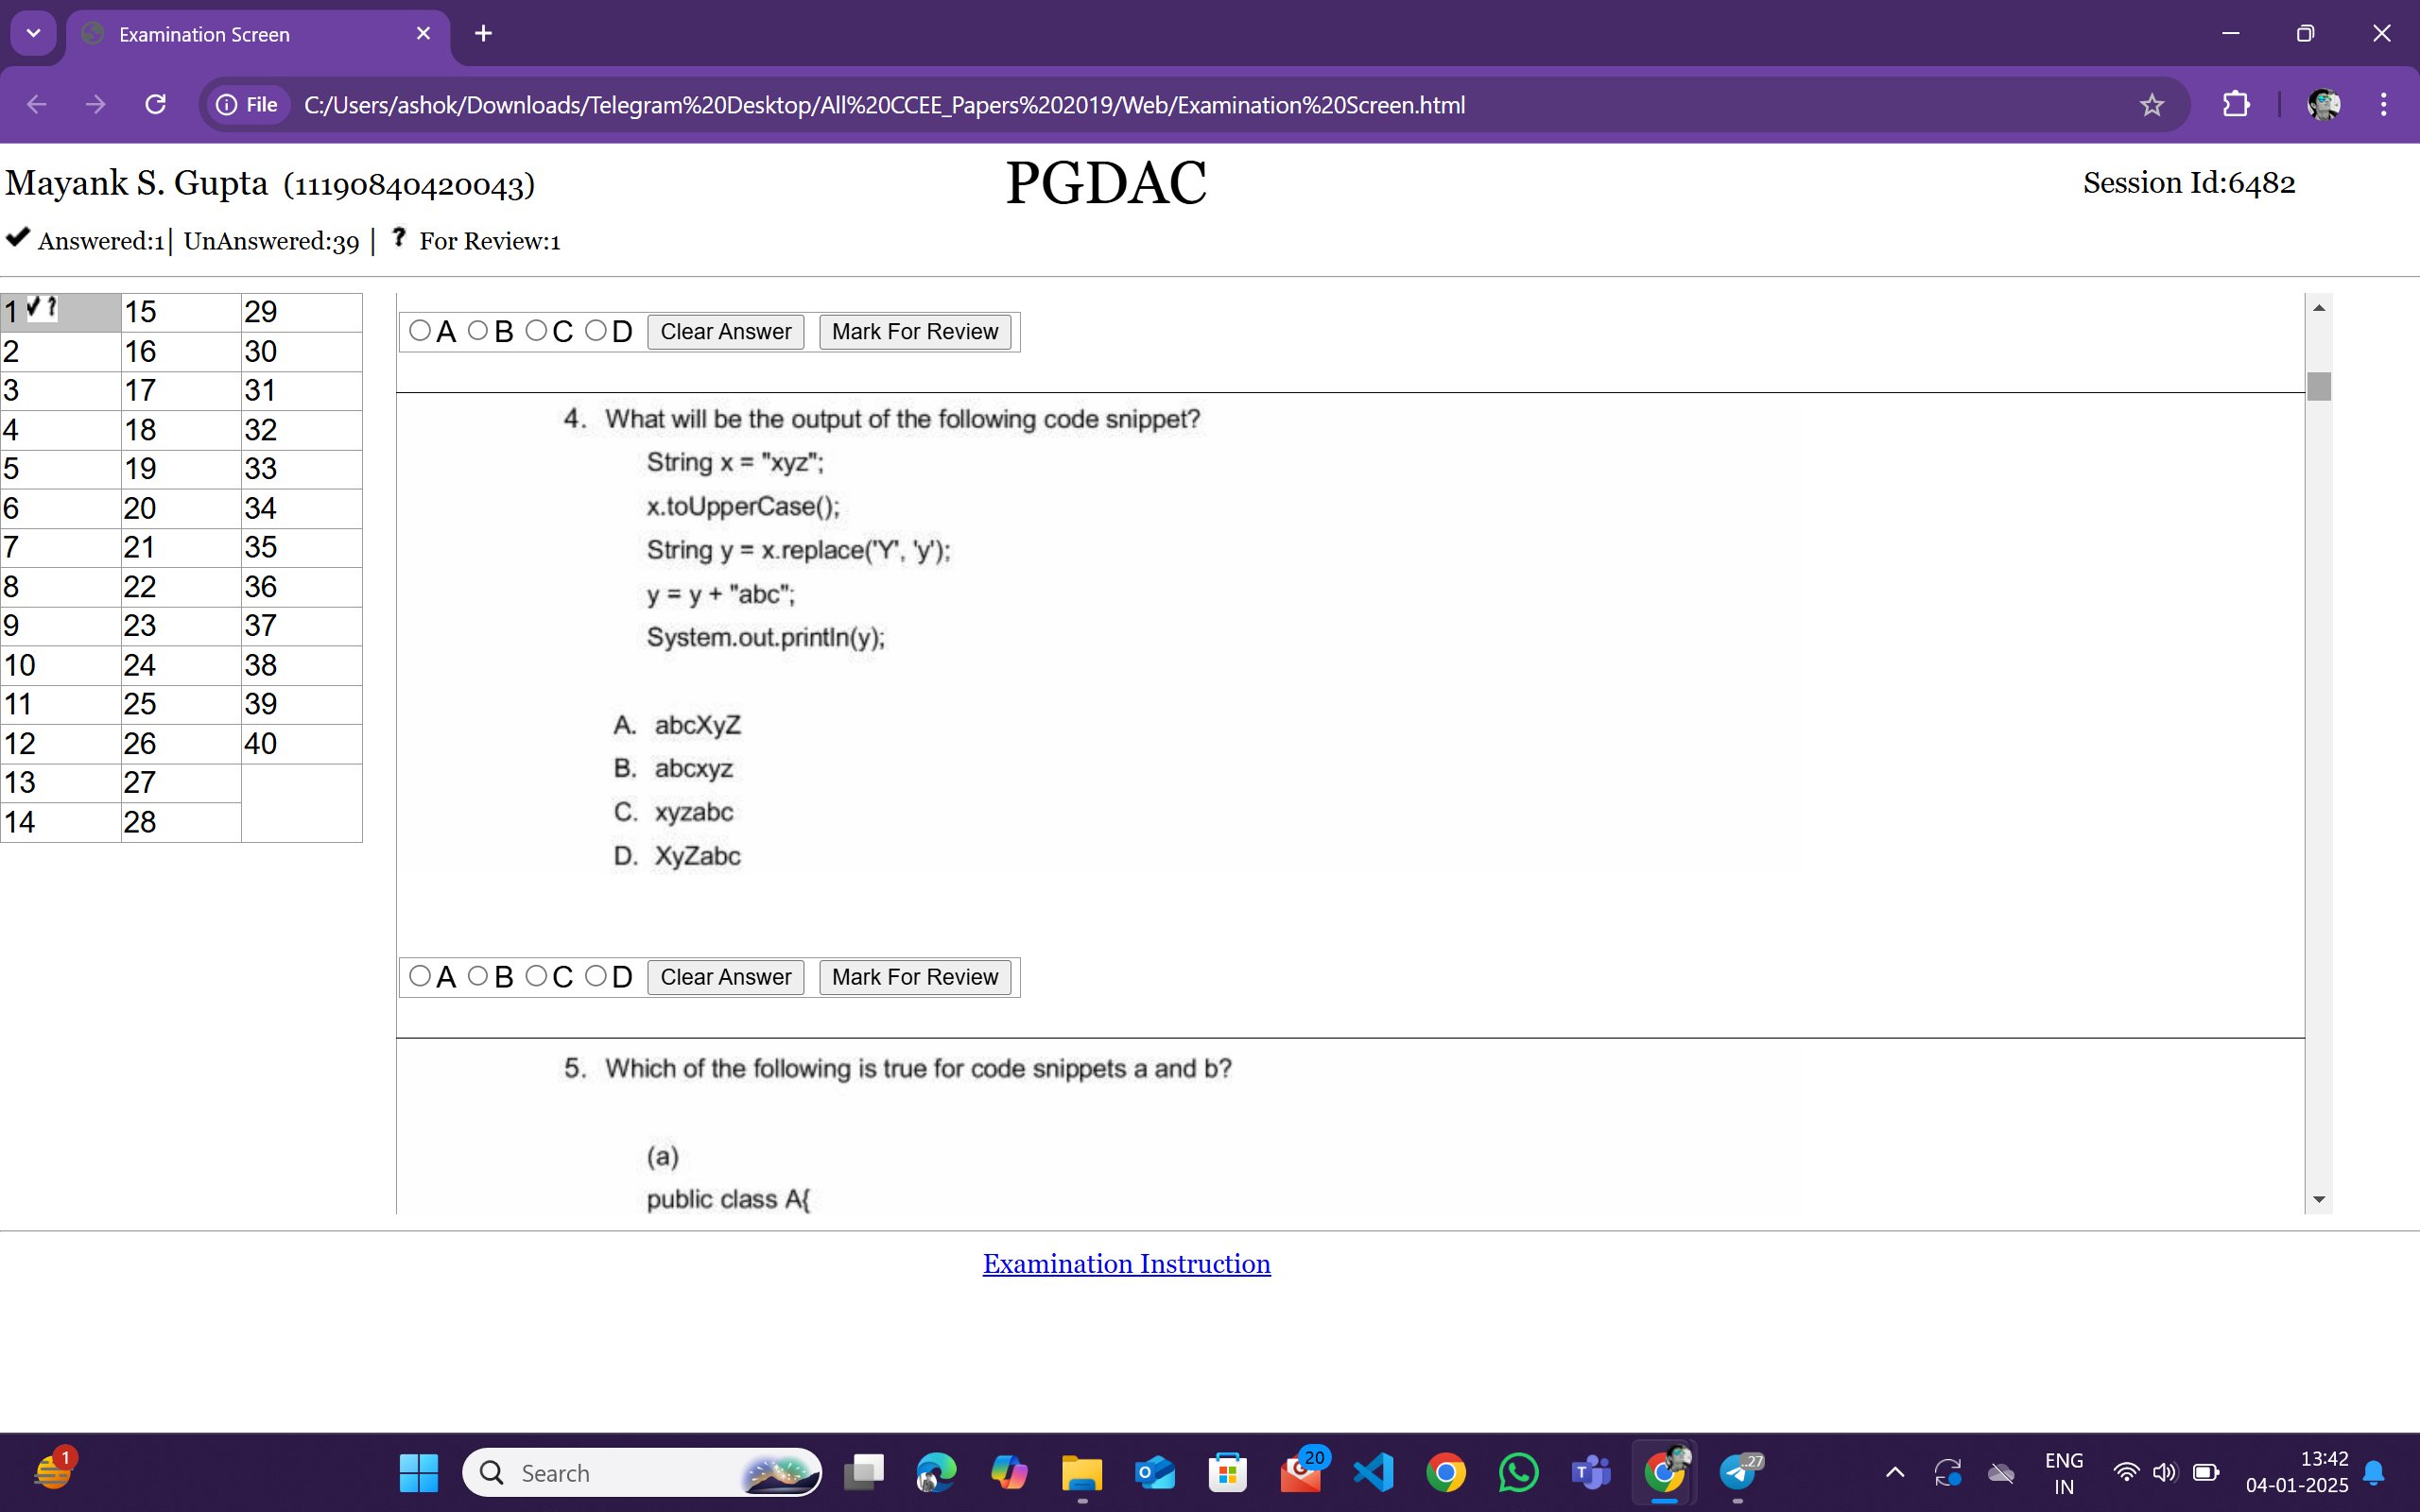 Examination Screen
File
C:/Users/ashok/Downloads/Telegram%20Desktop/All%20CCEE_Papers%202019/Web/Examination%20Screen.html
Mayank S. Gupta (11190840420043)
PGDAC
Session Id:6482
Answered:1| UnAnswered:39 | ? For Review:1
1 ? 15 29
2 16 30
3 17 31
4 18 32
5 19 33
6 20 34
7 21 35
8 22 36
9 23 37
10 24 38
11 25 39
12 26 40
13 27
14 28
A B C D Clear Answer Mark For Review
4. What will be the output of the following code snippet?
String x = "xyz";
x.toUpperCase();
String y = x.replace('Y', 'y');
y = y + "abc";
System.out.println(y);
A. abcXyZ
B. abcxyz
C. xyzabc
D. XyZabc
A B C D Clear Answer Mark For Review
5. Which of the following is true for code snippets a and b?
(a)
public class A{
Examination Instruction
1
Search
20
..27
ENG
IN
13:42
04-01-2025